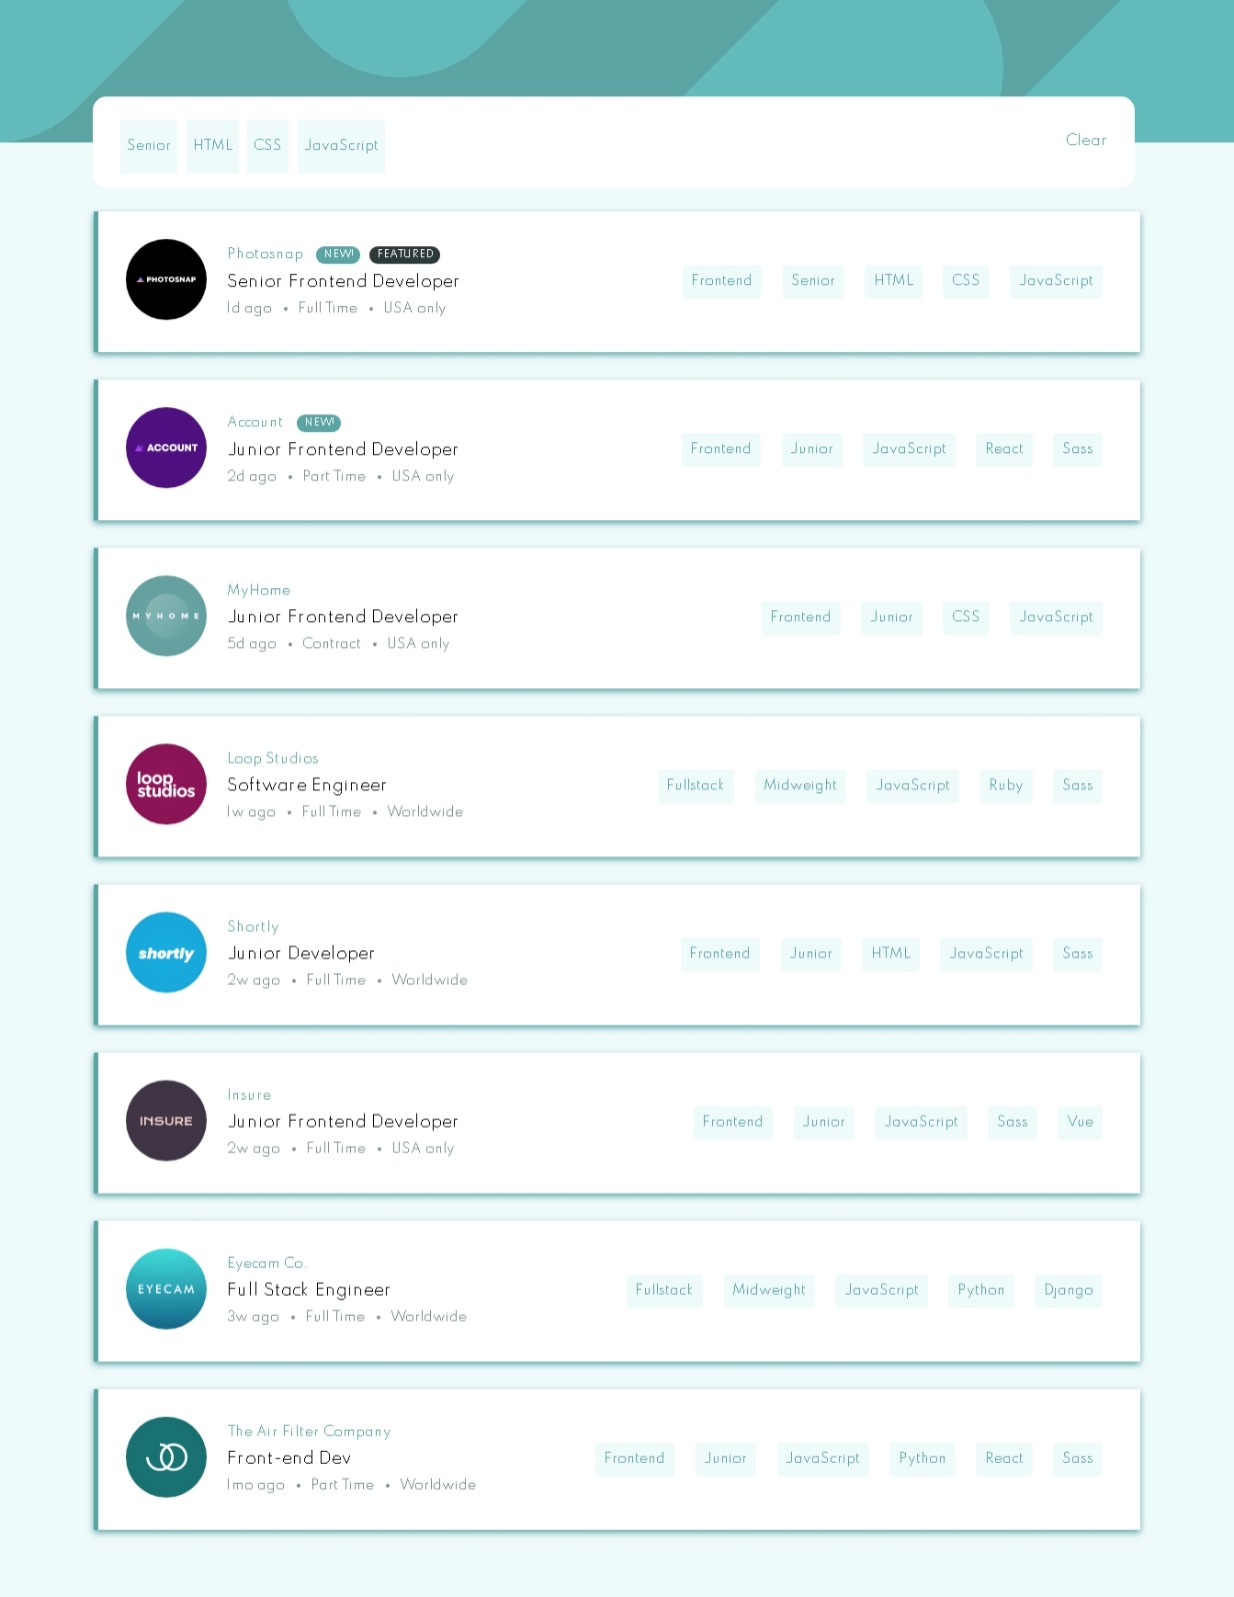 Senior HTML CSS JavaScript Clear
PHOTOSNAP
Photosnap NEW! FEATURED
Senior Frontend Developer
1d ago • Full Time • USA only
Frontend Senior HTML CSS JavaScript
ACCOUNT
Account NEW!
Junior Frontend Developer
2d ago • Part Time • USA only
Frontend Junior JavaScript React Sass
MYHOME
MyHome
Junior Frontend Developer
5d ago • Contract • USA only
Frontend Junior CSS JavaScript
loop
studios
Loop Studios
Software Engineer
1w ago • Full Time • Worldwide
Fullstack Midweight JavaScript Ruby Sass
shortly
Shortly
Junior Developer
2w ago • Full Time • Worldwide
Frontend Junior HTML JavaScript Sass
INSURE
Insure
Junior Frontend Developer
2w ago • Full Time • USA only
Frontend Junior JavaScript Sass Vue
EYECAM
Eyecam Co.
Full Stack Engineer
3w ago • Full Time • Worldwide
Fullstack Midweight JavaScript Python Django
The Air Filter Company
Front-end Dev
1mo ago • Part Time • Worldwide
Frontend Junior JavaScript Python React Sass